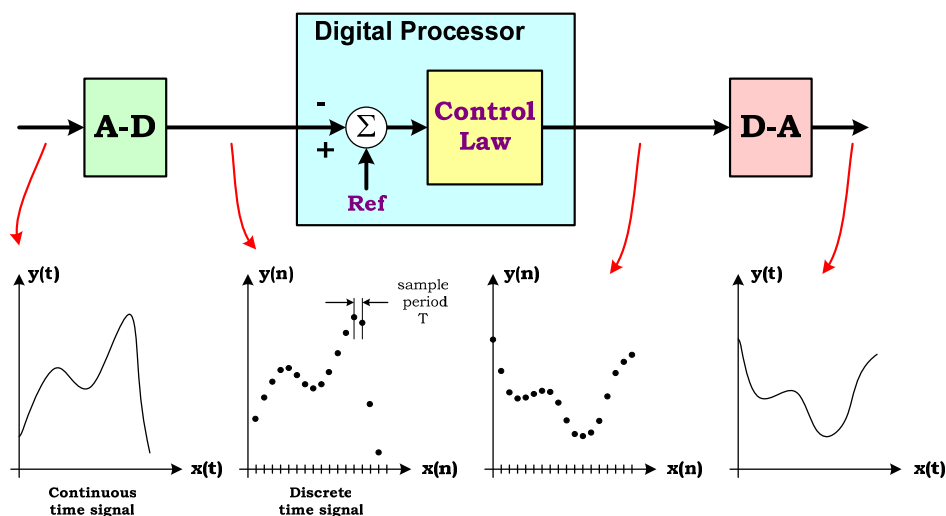 Digital Processor
A-D
-
+
Σ
Control
Law
Ref
D-A
y(t)
x(t)
Continuous
time signal
y(n)
sample
period
T
x(n)
Discrete
time signal
y(n)
x(n)
y(t)
x(t)